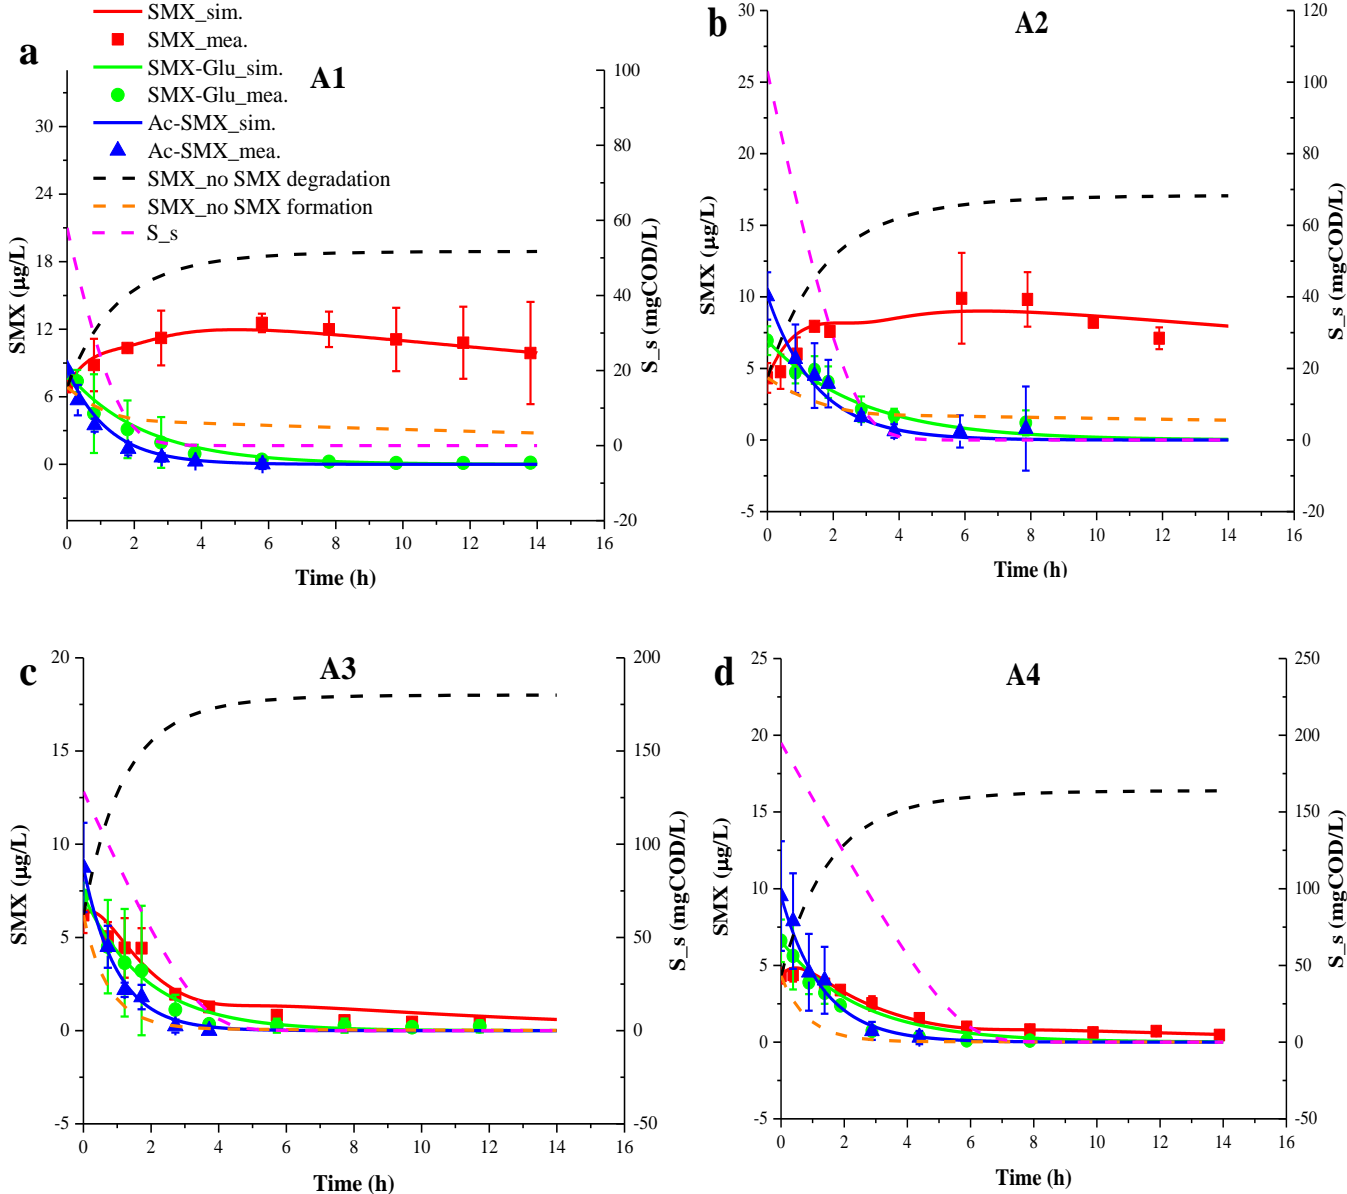 SMX_sim.
SMX_mea.
SMX-Glu_sim.
SMX-Glu_mea.
Ac-SMX_sim.
Ac-SMX_mea.
SMX_no SMX degradation
SMX_no SMX formation
S_s
a
A1
33
24
18
12
6
0
SMX (µg/L)
100
80
60
40
20
0
-20
S_s (mgCOD/L)
0 2 4 6 8 10 12 14 16
Time (h)
b
A2
30
25
20
15
10
5
0
-5
SMX (µg/L)
120
100
80
60
40
20
0
-20
S_s (mgCOD/L)
0 2 4 6 8 10 12 14 16
Time (h)
c
A3
20
15
10
5
0
-5
SMX (µg/L)
200
150
100
50
0
-50
S_s (mgCOD/L)
0 2 4 6 8 10 12 14 16
Time (h)
d
A4
25
20
15
10
5
0
-5
SMX (µg/L)
250
200
150
100
50
0
-50
S_s (mgCOD/L)
0 2 4 6 8 10 12 14 16
Time (h)